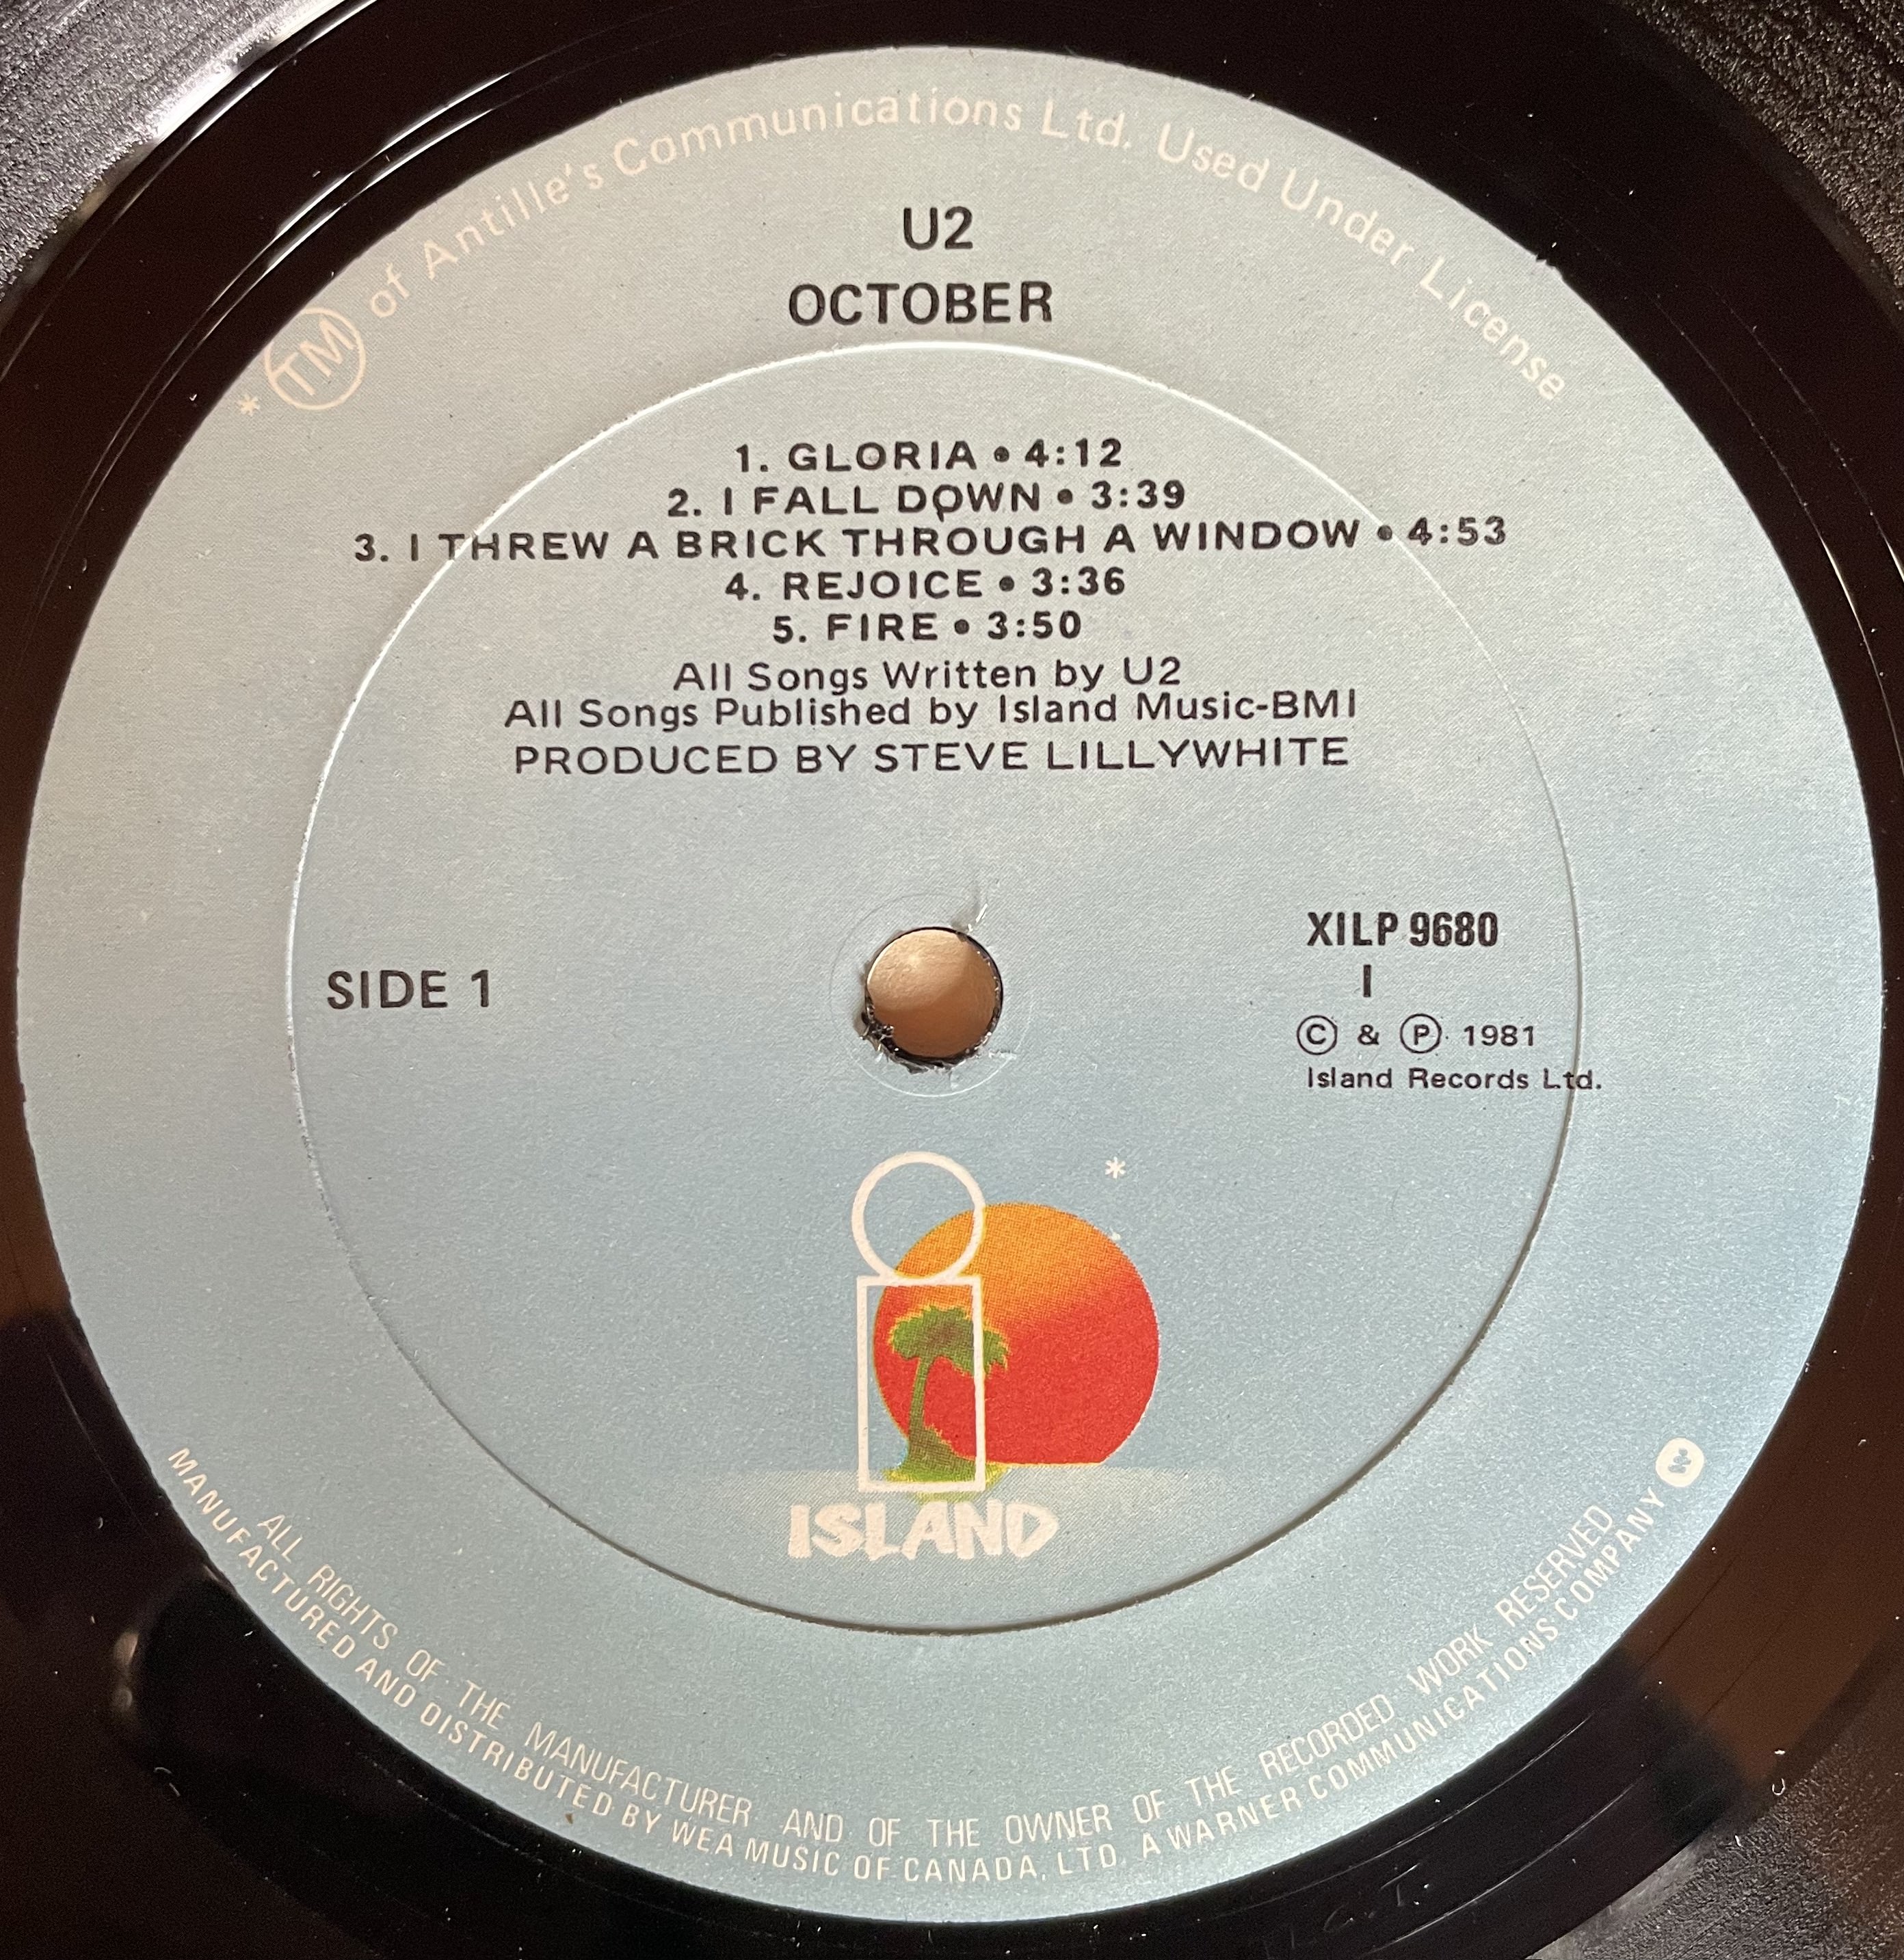 * TM of Antille's Communications Ltd. Used Under License
U2
OCTOBER
1. GLORIA • 4:12
2. I FALL DOWN • 3:39
3. I THREW A BRICK THROUGH A WINDOW • 4:53
4. REJOICE • 3:36
5. FIRE • 3:50
All Songs Written by U2
All Songs Published by Island Music-BMI
PRODUCED BY STEVE LILLYWHITE
SIDE 1
XILP 9680
I
© & ℗ 1981
Island Records Ltd.
*
i
ISLAND
ALL RIGHTS OF THE MANUFACTURER AND OF THE OWNER OF THE RECORDED WORK RESERVED
MANUFACTURED AND DISTRIBUTED BY WEA MUSIC OF CANADA, LTD. A WARNER COMMUNICATIONS COMPANY